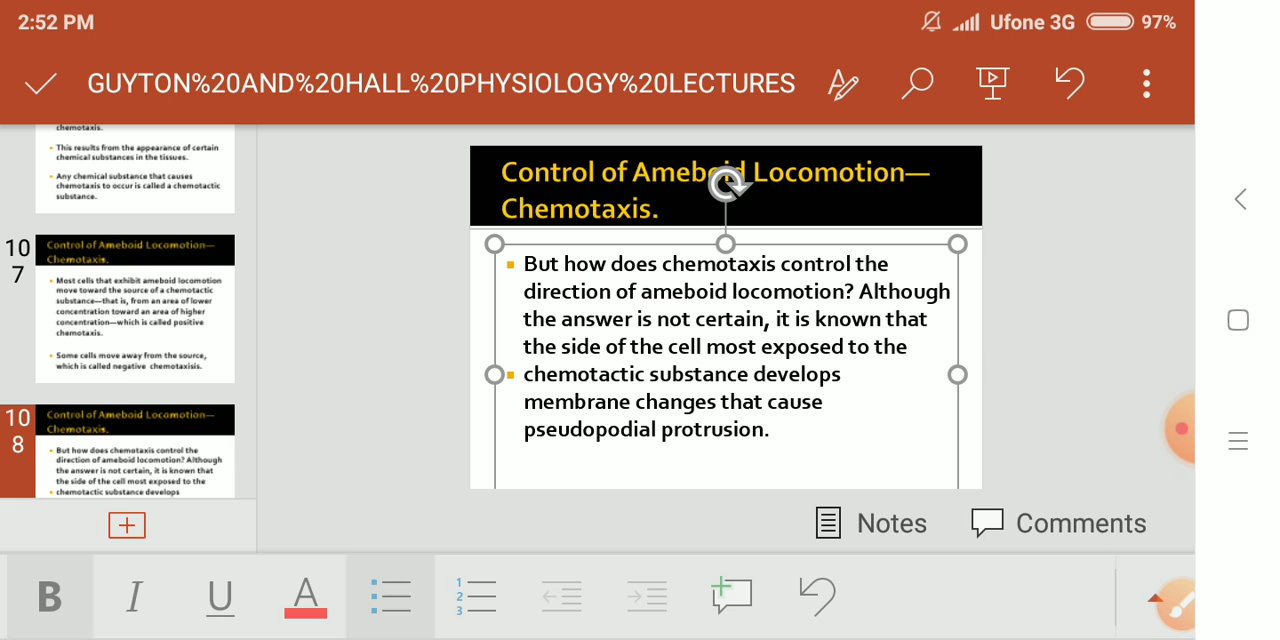 2:52 PM
Ufone 3G
97%
GUYTON%20AND%20HALL%20PHYSIOLOGY%20LECTURES
chemotaxis.
This results from the appearance of certain
chemical substances in the tissues.
Any chemical substance that causes
chemotaxis to occur is called a chemotactic
substance.
10
7
Control of Ameboid Locomotion—
Chemotaxis.
Most cells that exhibit ameboid locomotion
move toward the source of a chemotactic
substance—that is, from an area of lower
concentration toward an area of higher
concentration—which is called positive
chemotaxis.
Some cells move away from the source,
which is called negative chemotaxisis.
10
8
Control of Ameboid Locomotion—
Chemotaxis.
But how does chemotaxis control the
direction of ameboid locomotion? Although
the answer is not certain, it is known that
the side of the cell most exposed to the
chemotactic substance develops
Control of Ameboid Locomotion—
Chemotaxis.
But how does chemotaxis control the
direction of ameboid locomotion? Although
the answer is not certain, it is known that
the side of the cell most exposed to the
chemotactic substance develops
membrane changes that cause
pseudopodial protrusion.
Notes
Comments
B
I
U
A
1
2
3